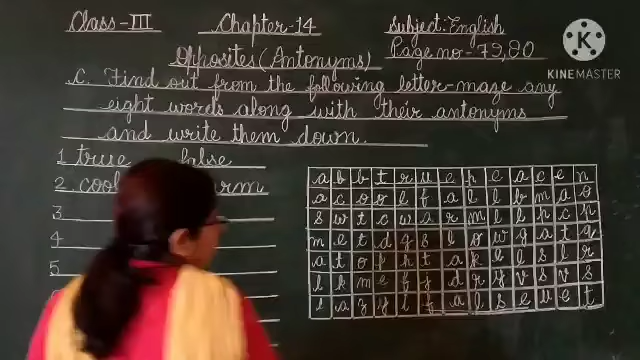 Class-III Chapter-14 Subject: English
Opposites (Antonyms) Page no-79,80
C. Find out from the following letter-maze any
eight words along with their antonyms
and write them down.
1 true false
2. cool
3
4
5
a b b t r u e p e a c e n
a c o o l f a l l b m a o
s w t c w s r m l l p c p
m e t d g s l o w g a t q
a t o p h t a k l l s l r
l k m e f y d r y v s v s
l a z y l f a l s e u e t
KINEMASTER